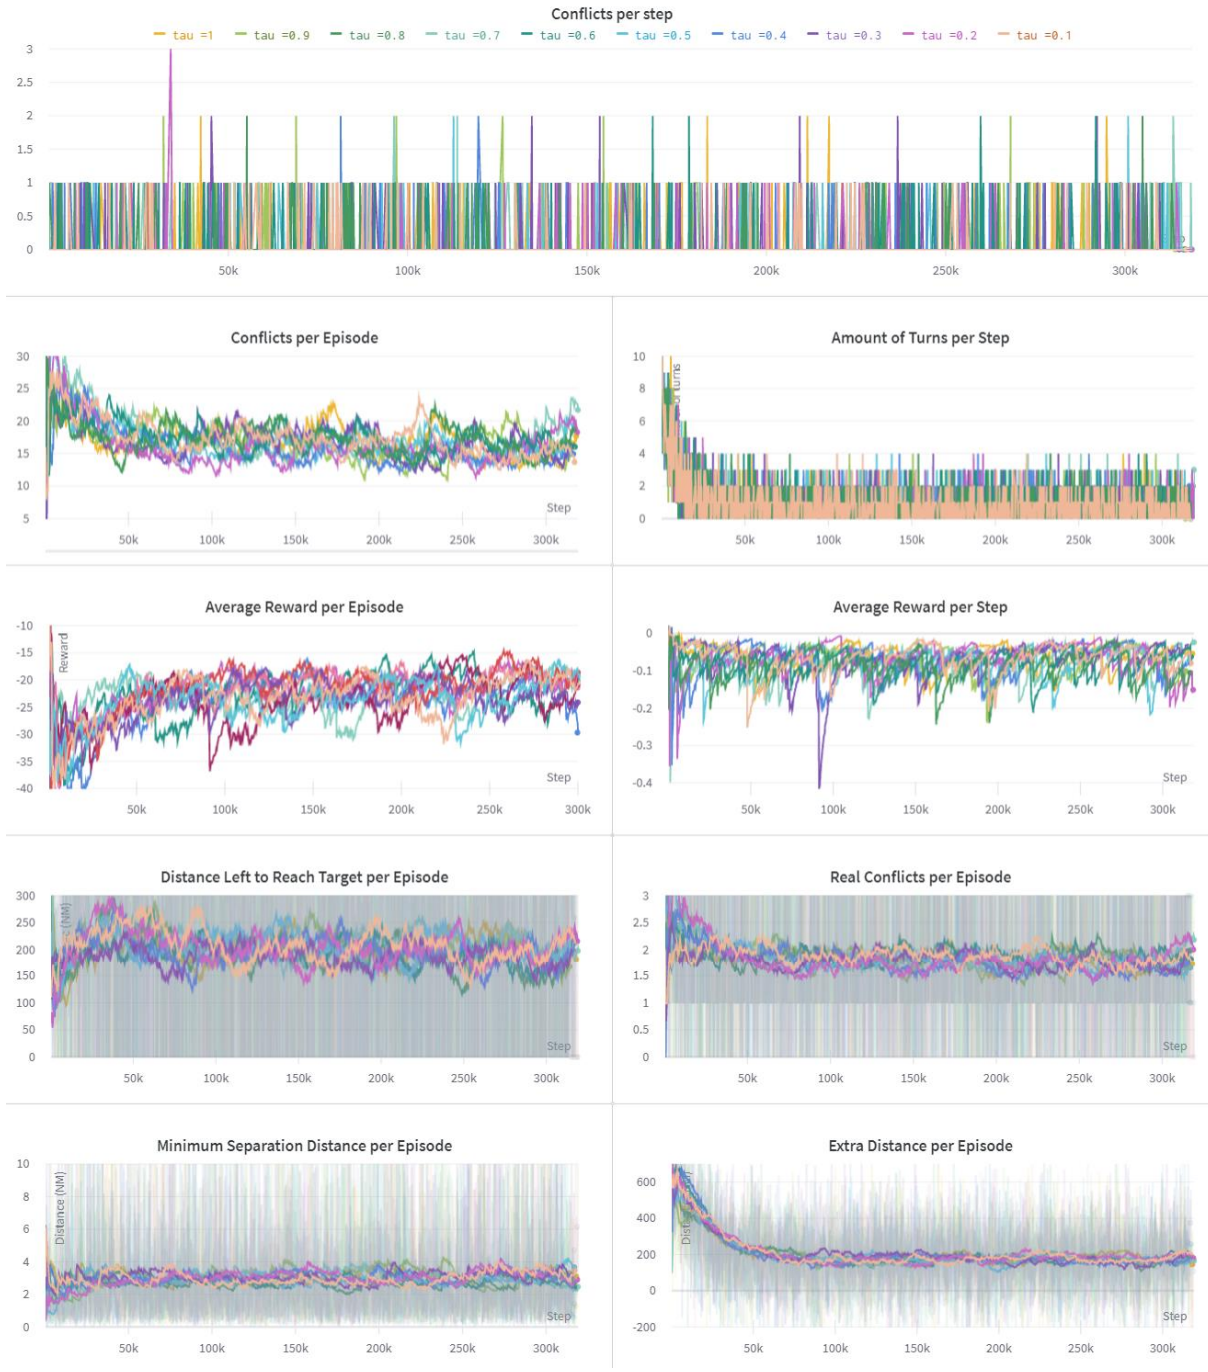 Conflicts per step
tau =1 tau =0.9 tau =0.8 tau =0.7 tau =0.6 tau =0.5 tau =0.4 tau =0.3 tau =0.2 tau =0.1
3
2.5
2
1.5
1
0.5
0
50k 100k 150k 200k 250k 300k
Conflicts per Episode
30
25
20
15
10
5
Step
50k 100k 150k 200k 250k 300k
Amount of Turns per Step
10
8
6
4
2
0
turns
50k 100k 150k 200k 250k 300k
Average Reward per Episode
-10
-15
-20
-25
-30
-35
-40
Reward
Step
50k 100k 150k 200k 250k 300k
Average Reward per Step
0
-0.1
-0.2
-0.3
-0.4
Step
50k 100k 150k 200k 250k 300k
Distance Left to Reach Target per Episode
300
250
200
150
100
50
0
(NM)
Step
50k 100k 150k 200k 250k 300k
Real Conflicts per Episode
3
2.5
2
1.5
1
0.5
0
Step
50k 100k 150k 200k 250k 300k
Minimum Separation Distance per Episode
10
8
6
4
2
0
Distance (NM)
Step
50k 100k 150k 200k 250k 300k
Extra Distance per Episode
600
400
200
0
-200
Step
50k 100k 150k 200k 250k 300k